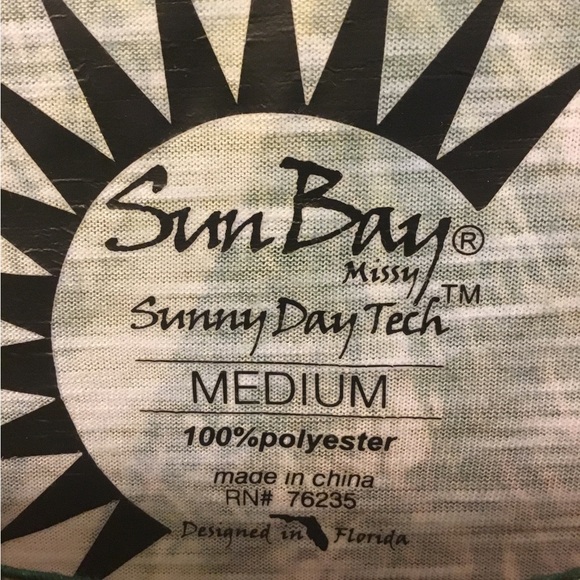 Sun Bay®
Missy
Sunny Day Tech™
MEDIUM
100%polyester
made in china
RN# 76235
Designed in Florida